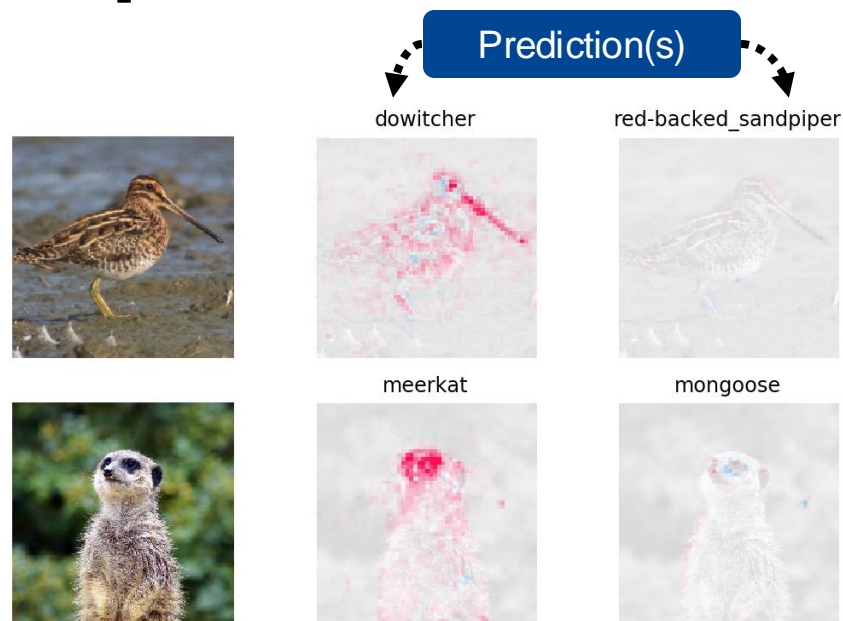 Prediction(s)
dowitcher
red-backed_sandpiper
meerkat
mongoose